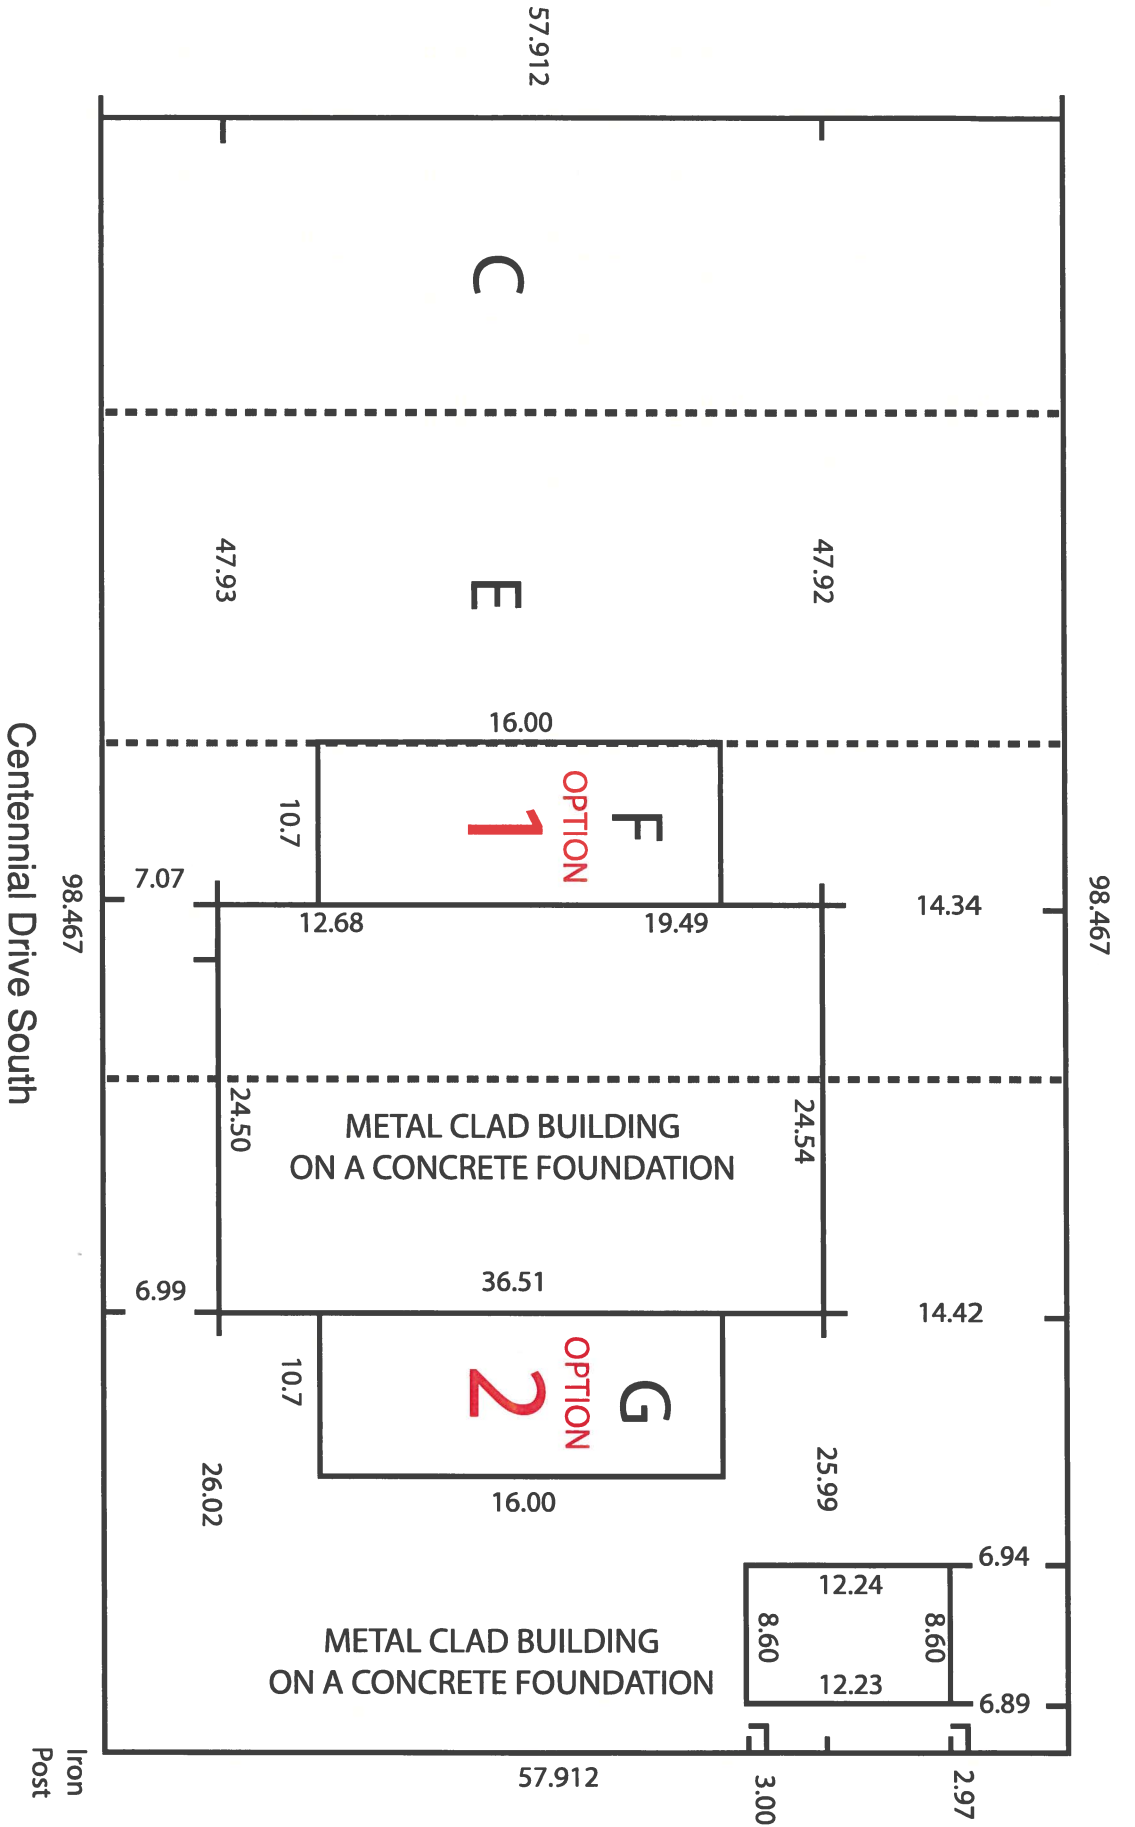 57.912
C
47.93
E
47.92
16.00
10.7
OPTION
1
F
7.07
12.68
19.49
14.34
98.467
98.467
Centennial Drive South
24.50
METAL CLAD BUILDING
ON A CONCRETE FOUNDATION
24.54
6.99
36.51
14.42
10.7
OPTION
2
G
26.02
16.00
25.99
6.94
12.24
8.60
8.60
12.23
6.89
METAL CLAD BUILDING
ON A CONCRETE FOUNDATION
Iron
Post
57.912
3.00
2.97